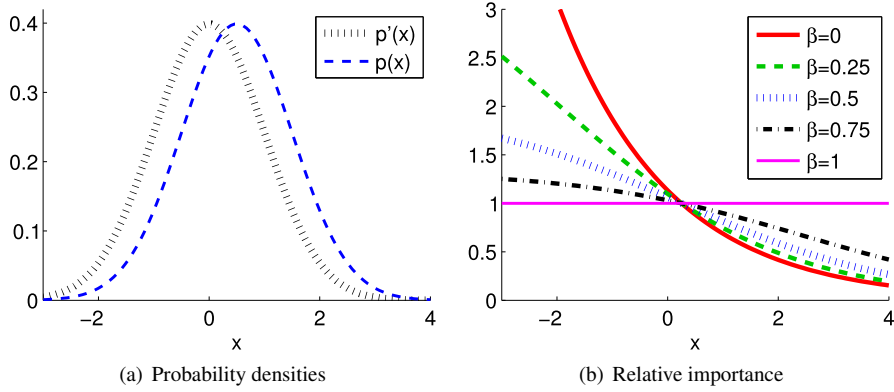 0.4
0.3
0.2
0.1
0
−2
0
2
4
x
p'(x)
p(x)
(a) Probability densities
3
2.5
2
1.5
1
0.5
0
−2
0
2
4
x
β=0
β=0.25
β=0.5
β=0.75
β=1
(b) Relative importance